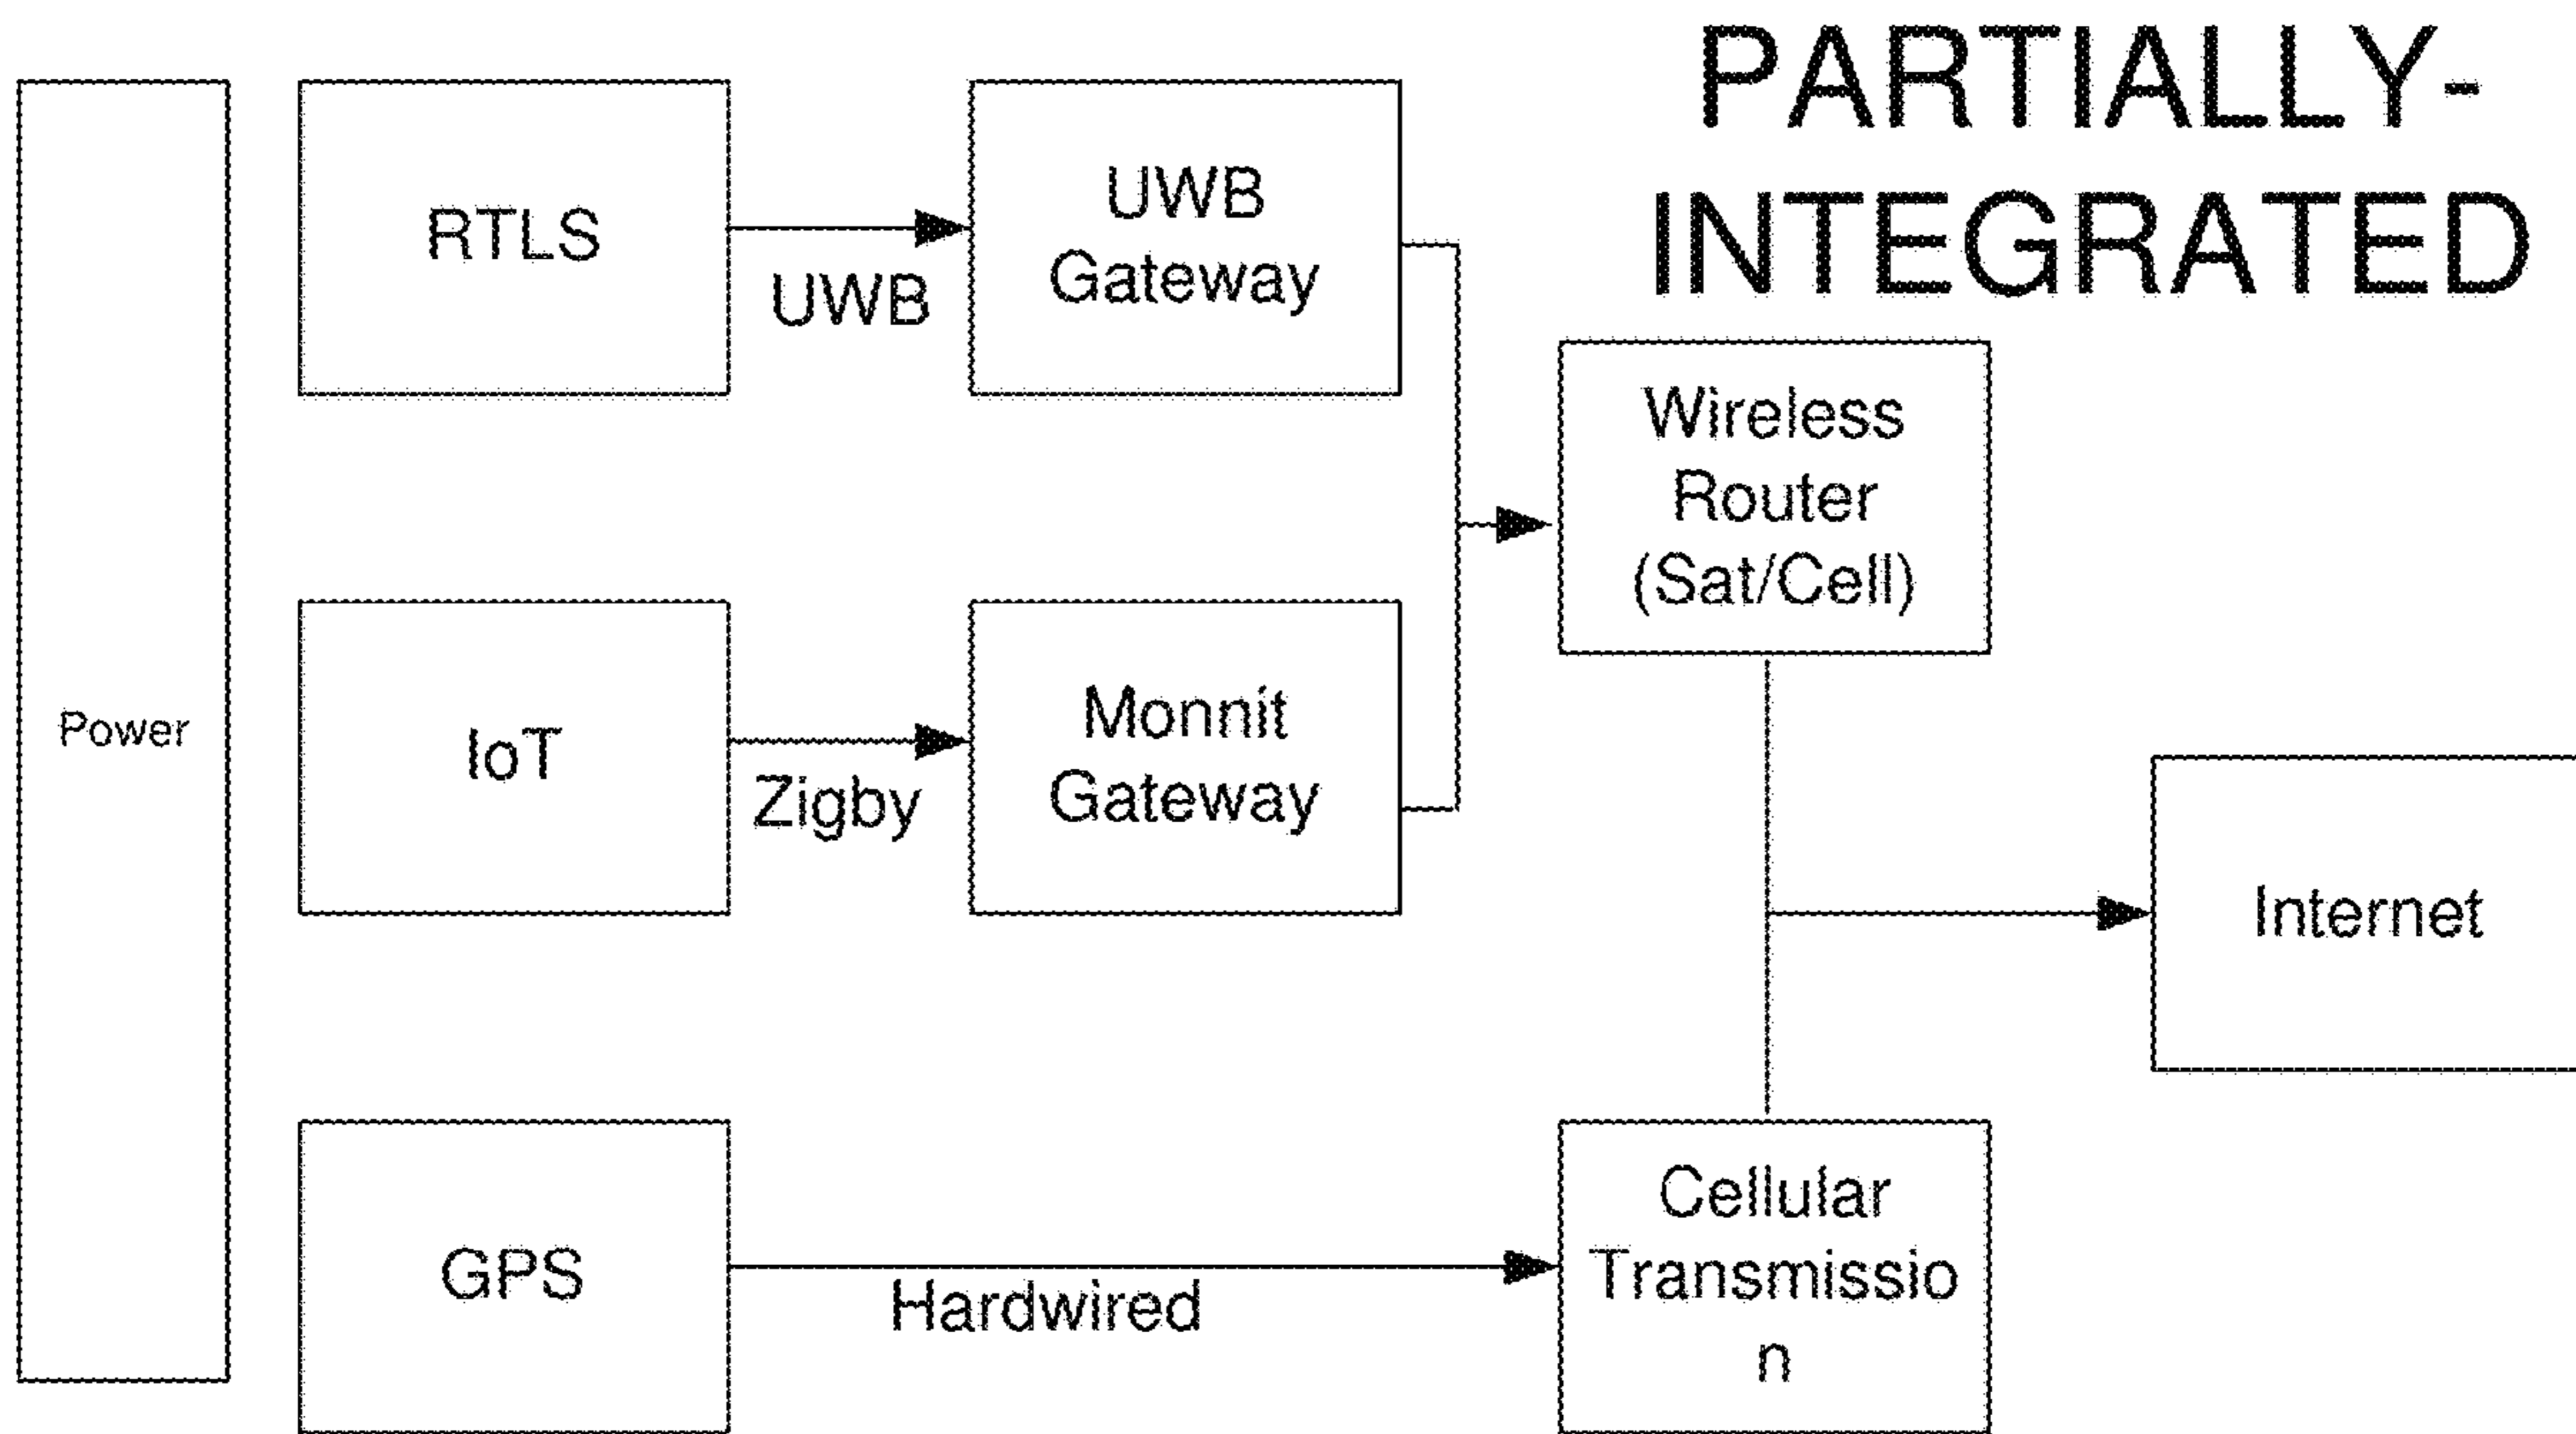 PARTIALLY-
INTEGRATED
RTLS
UWB
UWB
Gateway
Wireless
Router
(Sat/Cell)
Power
IoT
Zigby
Monnit
Gateway
Internet
GPS
Hardwired
Cellular
Transmissio
n